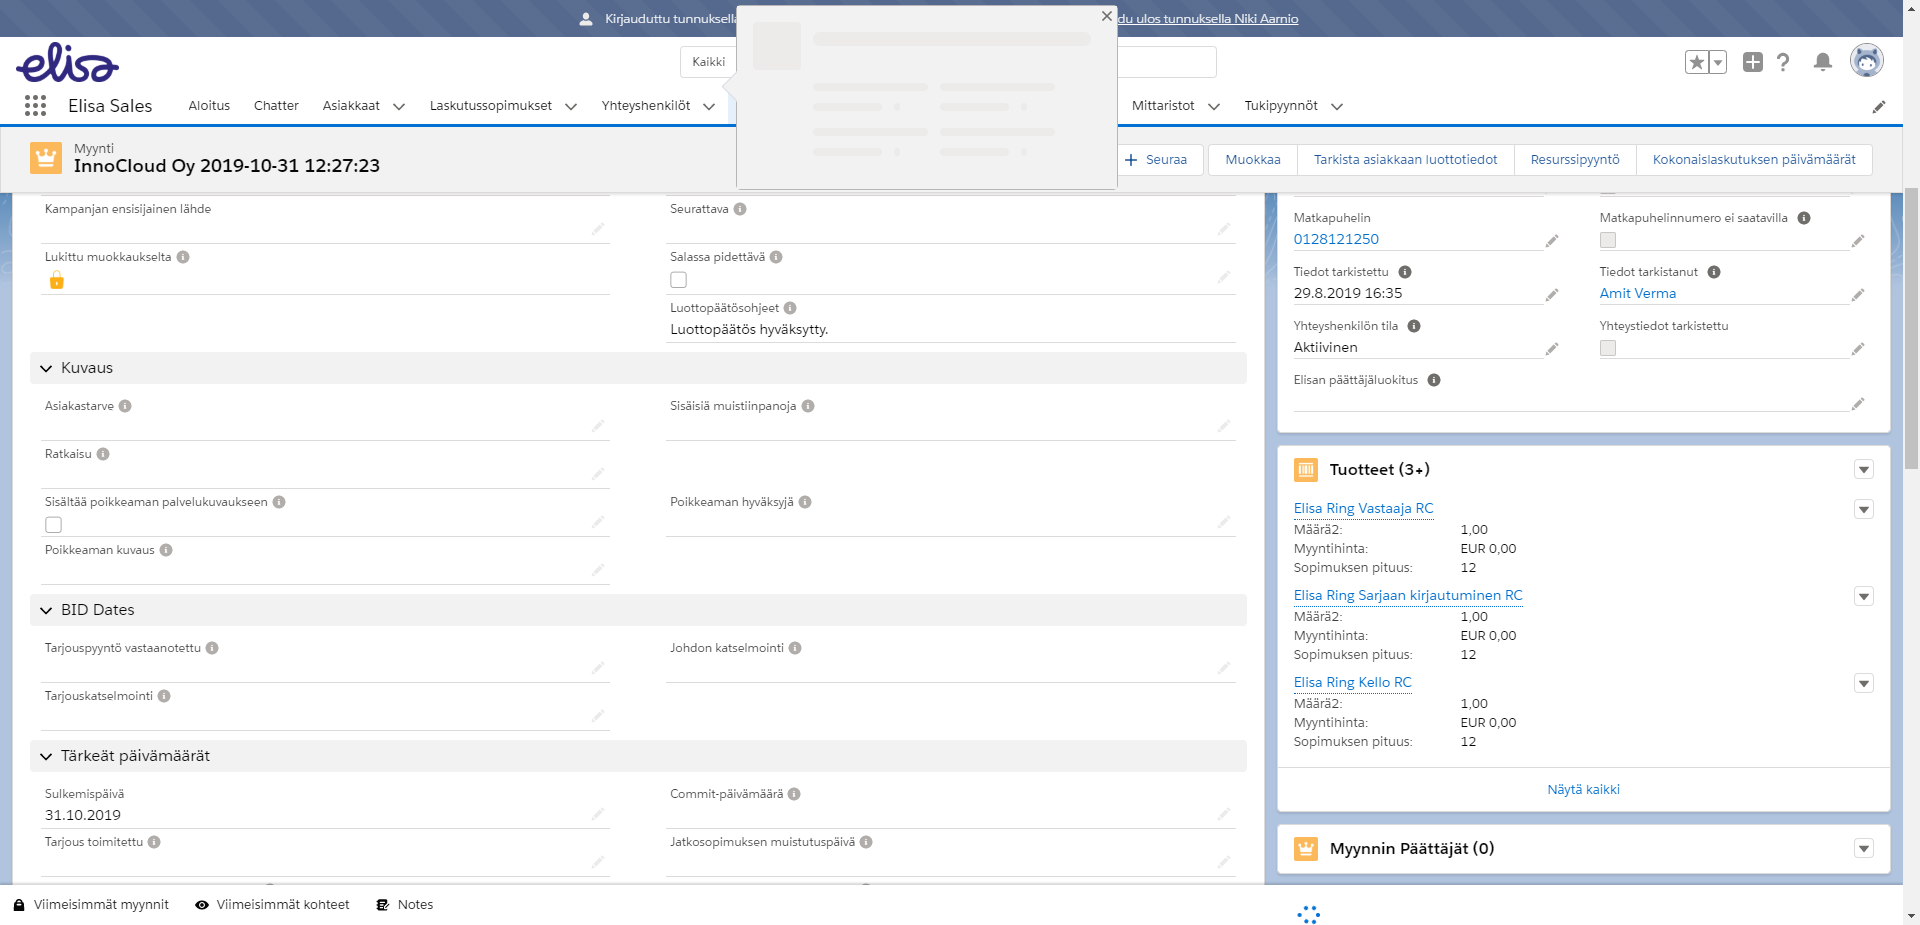 Kirjauduttu tunnuksella
du ulos tunnuksella Niki Aarnio
elisa
Kaikki
Elisa Sales
Aloitus
Chatter
Asiakkaat
Laskutussopimukset
Yhteyshenkilöt
Mittaristot
Tukipyynnöt
Myynti
InnoCloud Oy 2019-10-31 12:27:23
Seuraa
Muokkaa
Tarkista asiakkaan luottotiedot
Resurssipyyntö
Kokonaislaskutuksen päivämäärät
Kampanjan ensisijainen lähde
Seurattava
Lukittu muokkaukselta
Salassa pidettävä
Luottopäätösohjeet
Luottopäätös hyväksytty.
Kuvaus
Asiakastarve
Sisäisiä muistiinpanoja
Ratkaisu
Sisältää poikkeaman palvelukuvaukseen
Poikkeaman hyväksyjä
Poikkeaman kuvaus
BID Dates
Tarjouspyyntö vastaanotettu
Johdon katselmointi
Tarjouskatselmointi
Tärkeät päivämäärät
Sulkemispäivä
31.10.2019
Commit-päivämäärä
Tarjous toimitettu
Jatkosopimuksen muistutuspäivä
Matkapuhelin
0128121250
Matkapuhelinnumero ei saatavilla
Tiedot tarkistettu
29.8.2019 16:35
Tiedot tarkistanut
Amit Verma
Yhteyshenkilön tila
Aktiivinen
Yhteystiedot tarkistettu
Elisan päättäjäluokitus
Tuotteet (3+)
Elisa Ring Vastaaja RC
Määrä2: 1,00
Myyntihinta: EUR 0,00
Sopimuksen pituus: 12
Elisa Ring Sarjaan kirjautuminen RC
Määrä2: 1,00
Myyntihinta: EUR 0,00
Sopimuksen pituus: 12
Elisa Ring Kello RC
Määrä2: 1,00
Myyntihinta: EUR 0,00
Sopimuksen pituus: 12
Näytä kaikki
Myynnin Päättäjät (0)
Viimeisimmät myynnit
Viimeisimmät kohteet
Notes